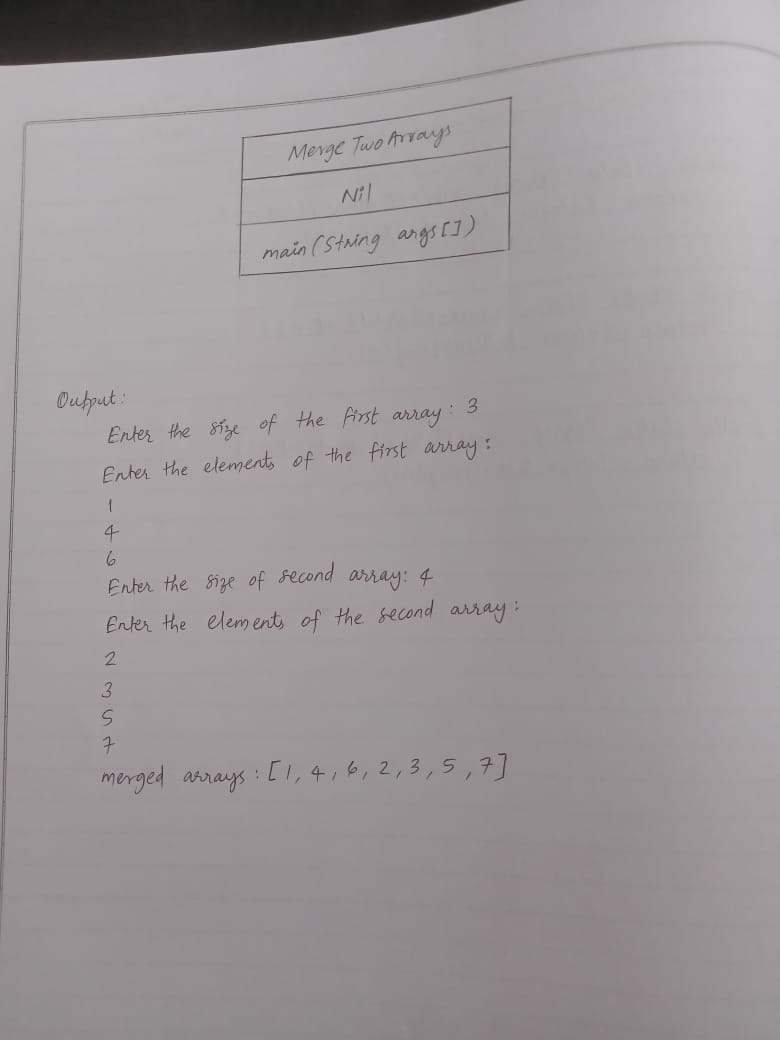 Merge Two Arrays
Nil
main (String args[])
Output:
Enter the size of the first array: 3
Enter the elements of the first array:
1
4
6
Enter the size of second array: 4
Enter the elements of the second array:
2
3
5
7
merged arrays: [1, 4, 6, 2, 3, 5, 7]